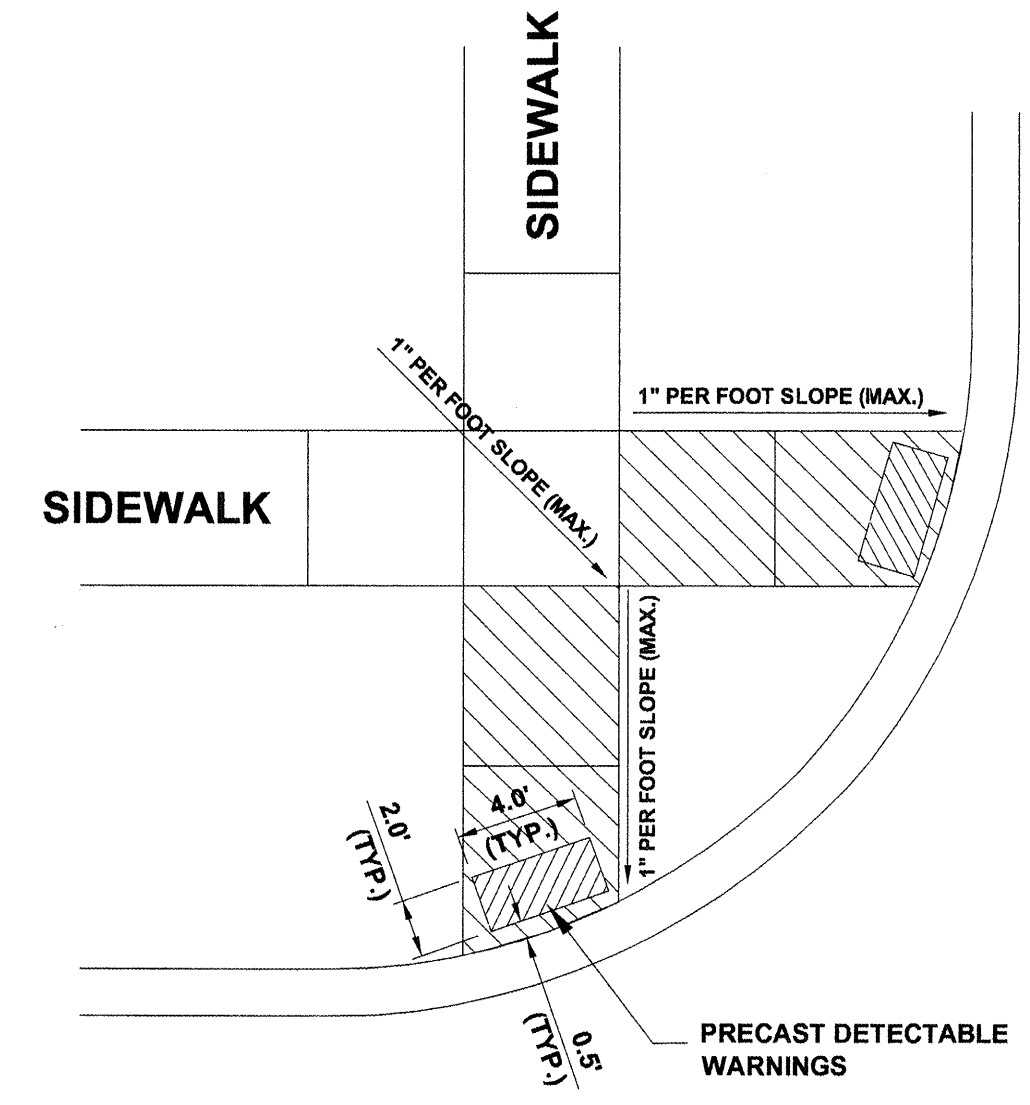 SIDEWALK
1" PER FOOT SLOPE (MAX.)
1" PER FOOT SLOPE (MAX.)
SIDEWALK
1" PER FOOT SLOPE (MAX.)
4.0'
(TYP.)
2.0'
(TYP.)
0.5'
(TYP.)
PRECAST DETECTABLE
WARNINGS